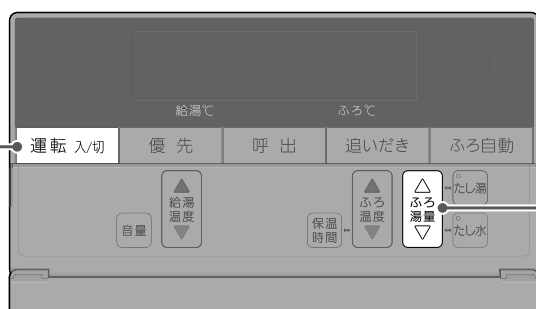 給湯℃ ふろ℃
運転 入/切 優先 呼出 追いだき ふろ自動
音量
給湯
温度
保温
時間
ふろ
温度
ふろ
湯量
たし湯
たし水